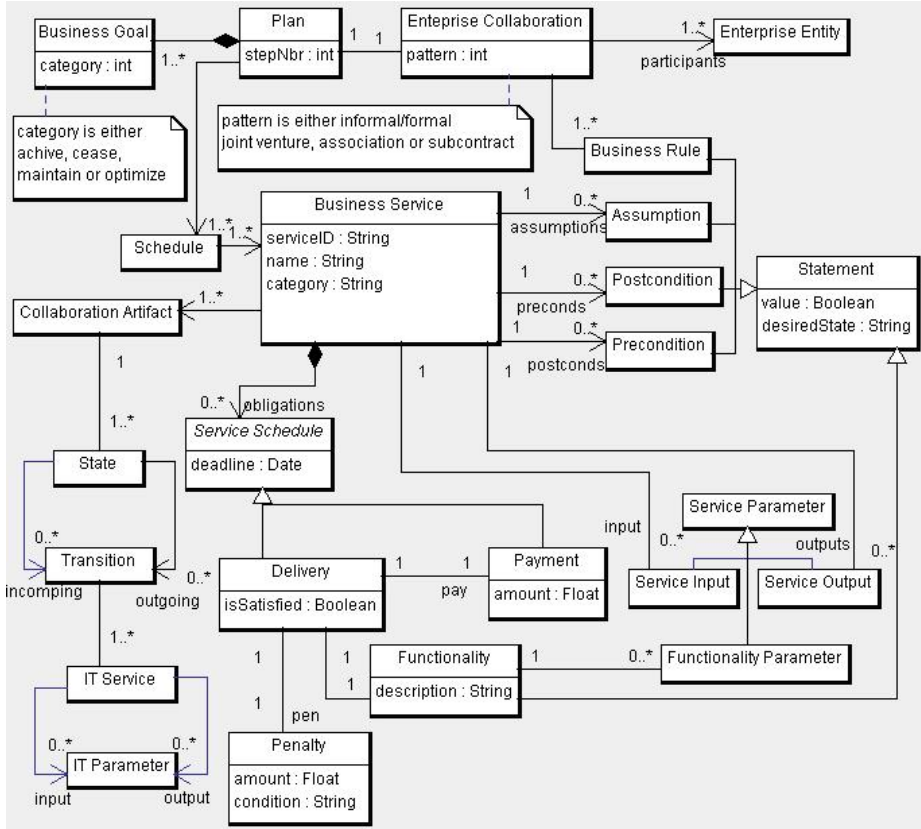 Business Goal
category : int
Plan
stepNbr : int
1..*
1
1
Enteprise Collaboration
pattern : int
1..*
participants
Enterprise Entity
category is either
achive, cease,
maintain or optimize
pattern is either informal/formal
joint venture, association or subcontract
1..*
Business Rule
Business Service
serviceID : String
name : String
category : String
1..*
1..*
Schedule
1
0..*
assumptions
Assumption
1
0..*
preconds
Postcondition
1
0..*
postconds
Precondition
Statement
value : Boolean
desiredState : String
Collaboration Artifact
1..*
1
1..*
State
0..*
Transition
incomping
outgoing
1..*
IT Service
0..*
0..*
IT Parameter
input
output
0..*
obligations
Service Schedule
deadline : Date
1
1
input
0..*
Service Parameter
outputs
0..*
Service Input
Service Output
0..*
Delivery
isSatisfied : Boolean
1
1
pay
Payment
amount : Float
1
1
pen
Penalty
amount : Float
condition : String
1
1
Functionality
description : String
1
0..*
Functionality Parameter